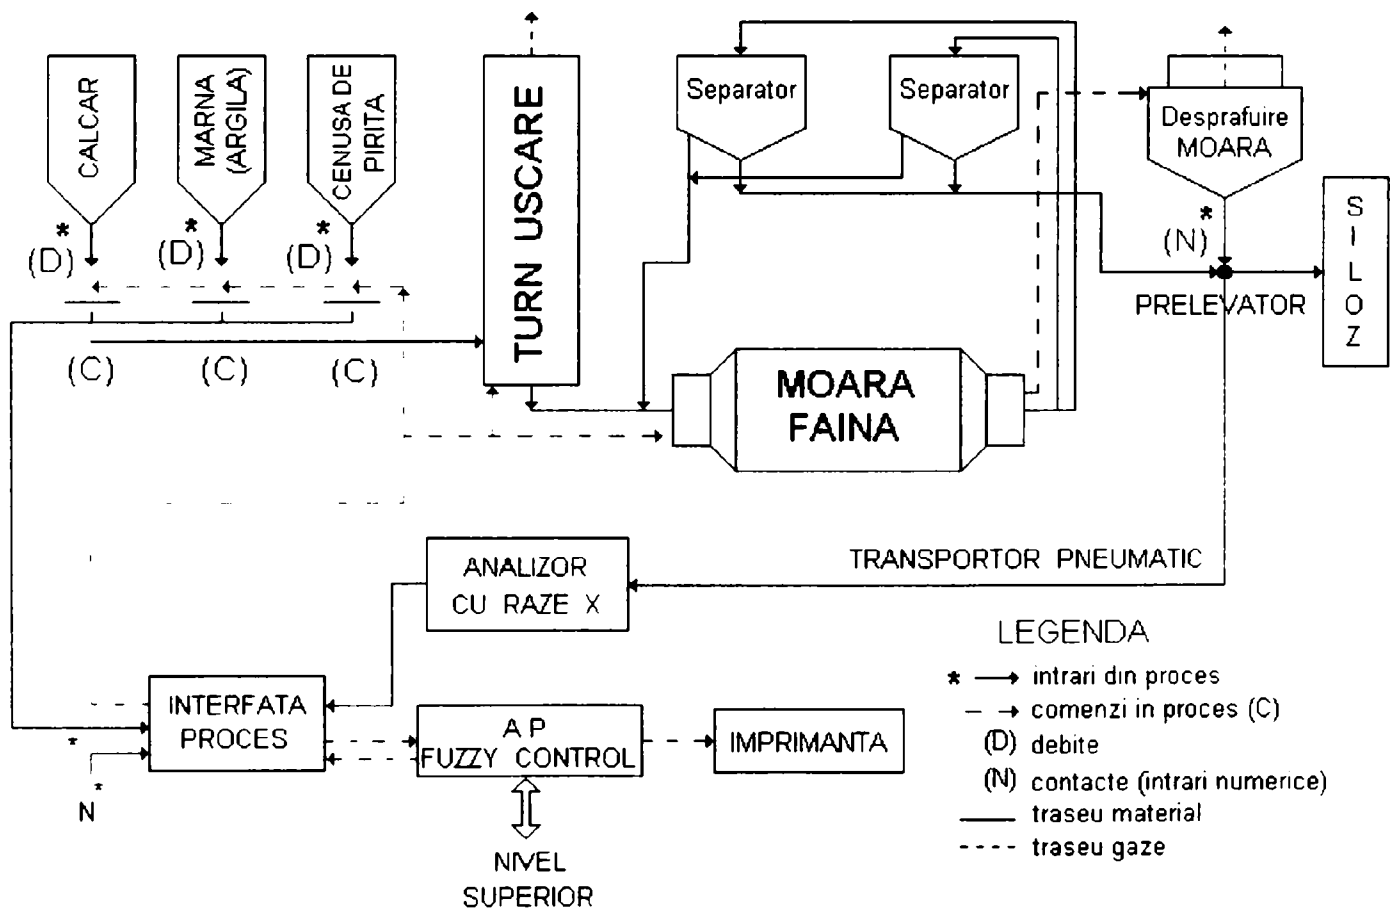 CALCAR
MARNA
(ARGILA)
CENUSA DE
PIRITA
TURN USCARE
Separator
Separator
Desprafuire
MOARA
SILOZ
*
(D)
*
(D)
*
(D)
*
(N)
PRELEVATOR
(C)
(C)
(C)
MOARA
FAINA
TRANSPORTOR PNEUMATIC
ANALIZOR
CU RAZE X
INTERFATA
PROCES
*
N*
A P
FUZZY CONTROL
IMPRIMANTA
NIVEL
SUPERIOR
LEGENDA
* intrari din proces
comenzi in proces (C)
(D) debite
(N) contacte (intrari numerice)
traseu material
traseu gaze